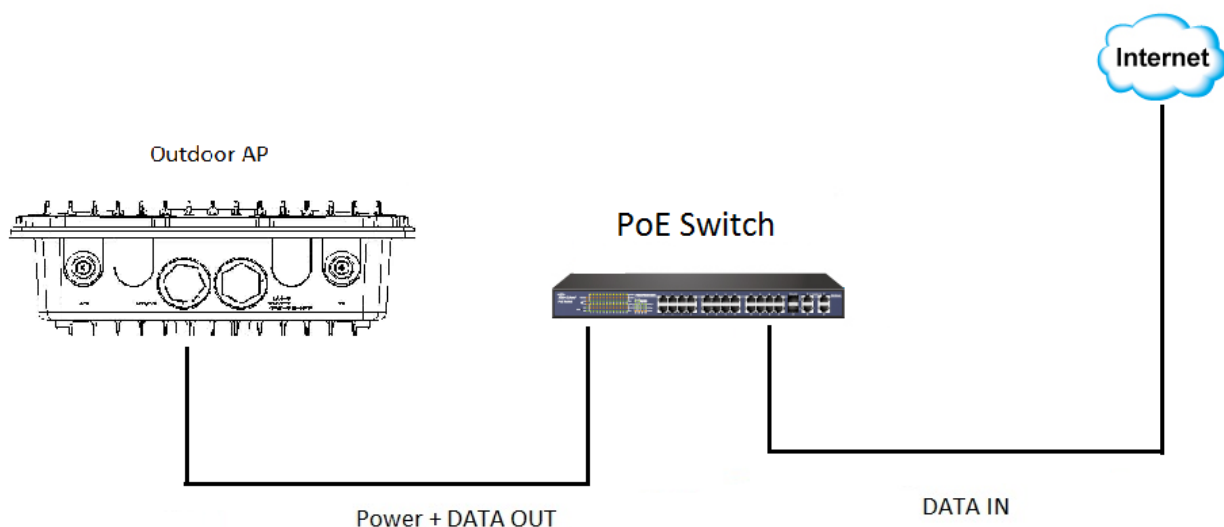 Internet
Outdoor AP
PoE Switch
Power + DATA OUT
DATA IN